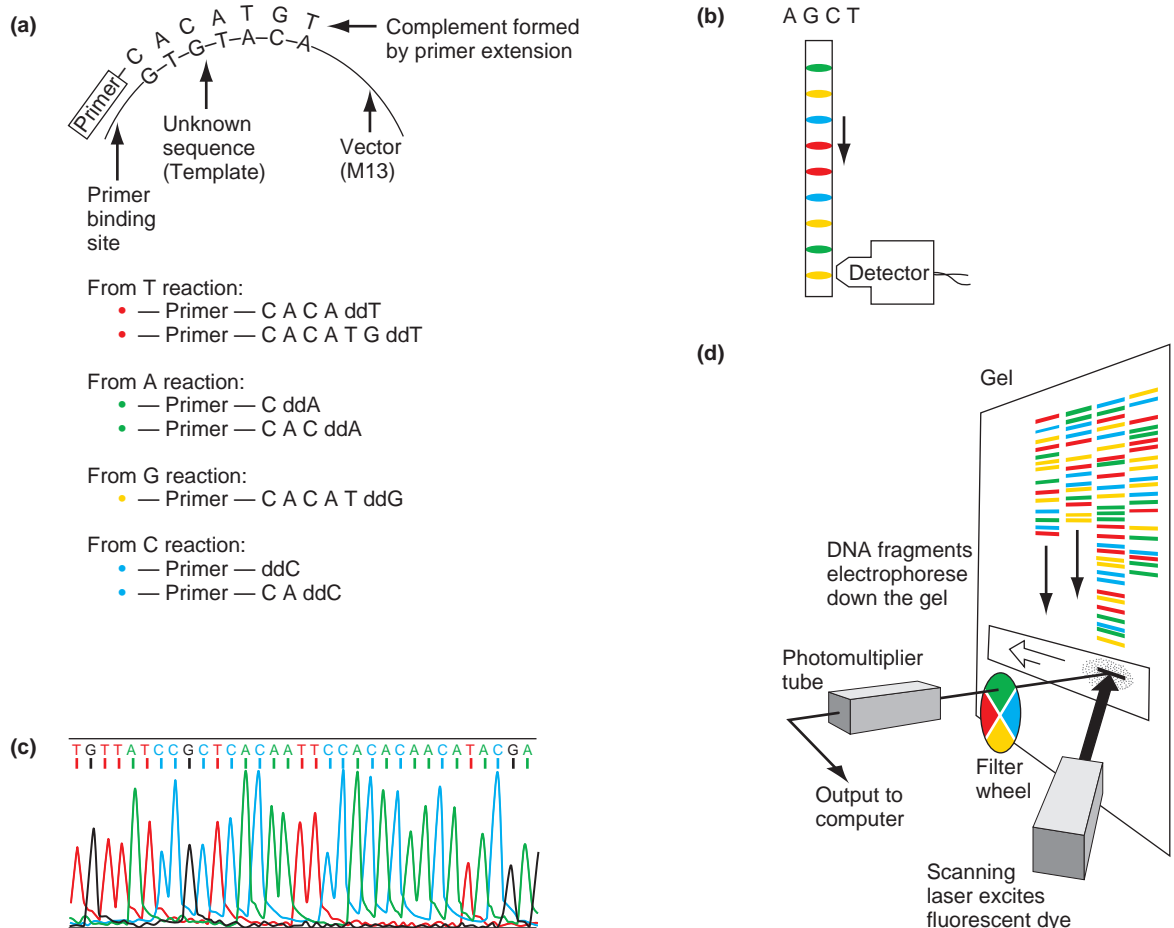 (a)
C A C A T G T
G–T–G–T–A–C–A
Primer
Complement formed
by primer extension
Unknown
sequence
(Template)
Vector
(M13)
Primer
binding
site
From T reaction:
• — Primer — C A C A ddT
• — Primer — C A C A T G ddT
From A reaction:
• — Primer — C ddA
• — Primer — C A C ddA
From G reaction:
• — Primer — C A C A T ddG
From C reaction:
• — Primer — ddC
• — Primer — C A ddC
(b)
A G C T
Detector
(c)
TGTTATCCGCTCACAATTCCACACAACATACGA
(d)
Gel
DNA fragments
electrophorese
down the gel
Photomultiplier
tube
Output to
computer
Filter
wheel
Scanning
laser excites
fluorescent dye